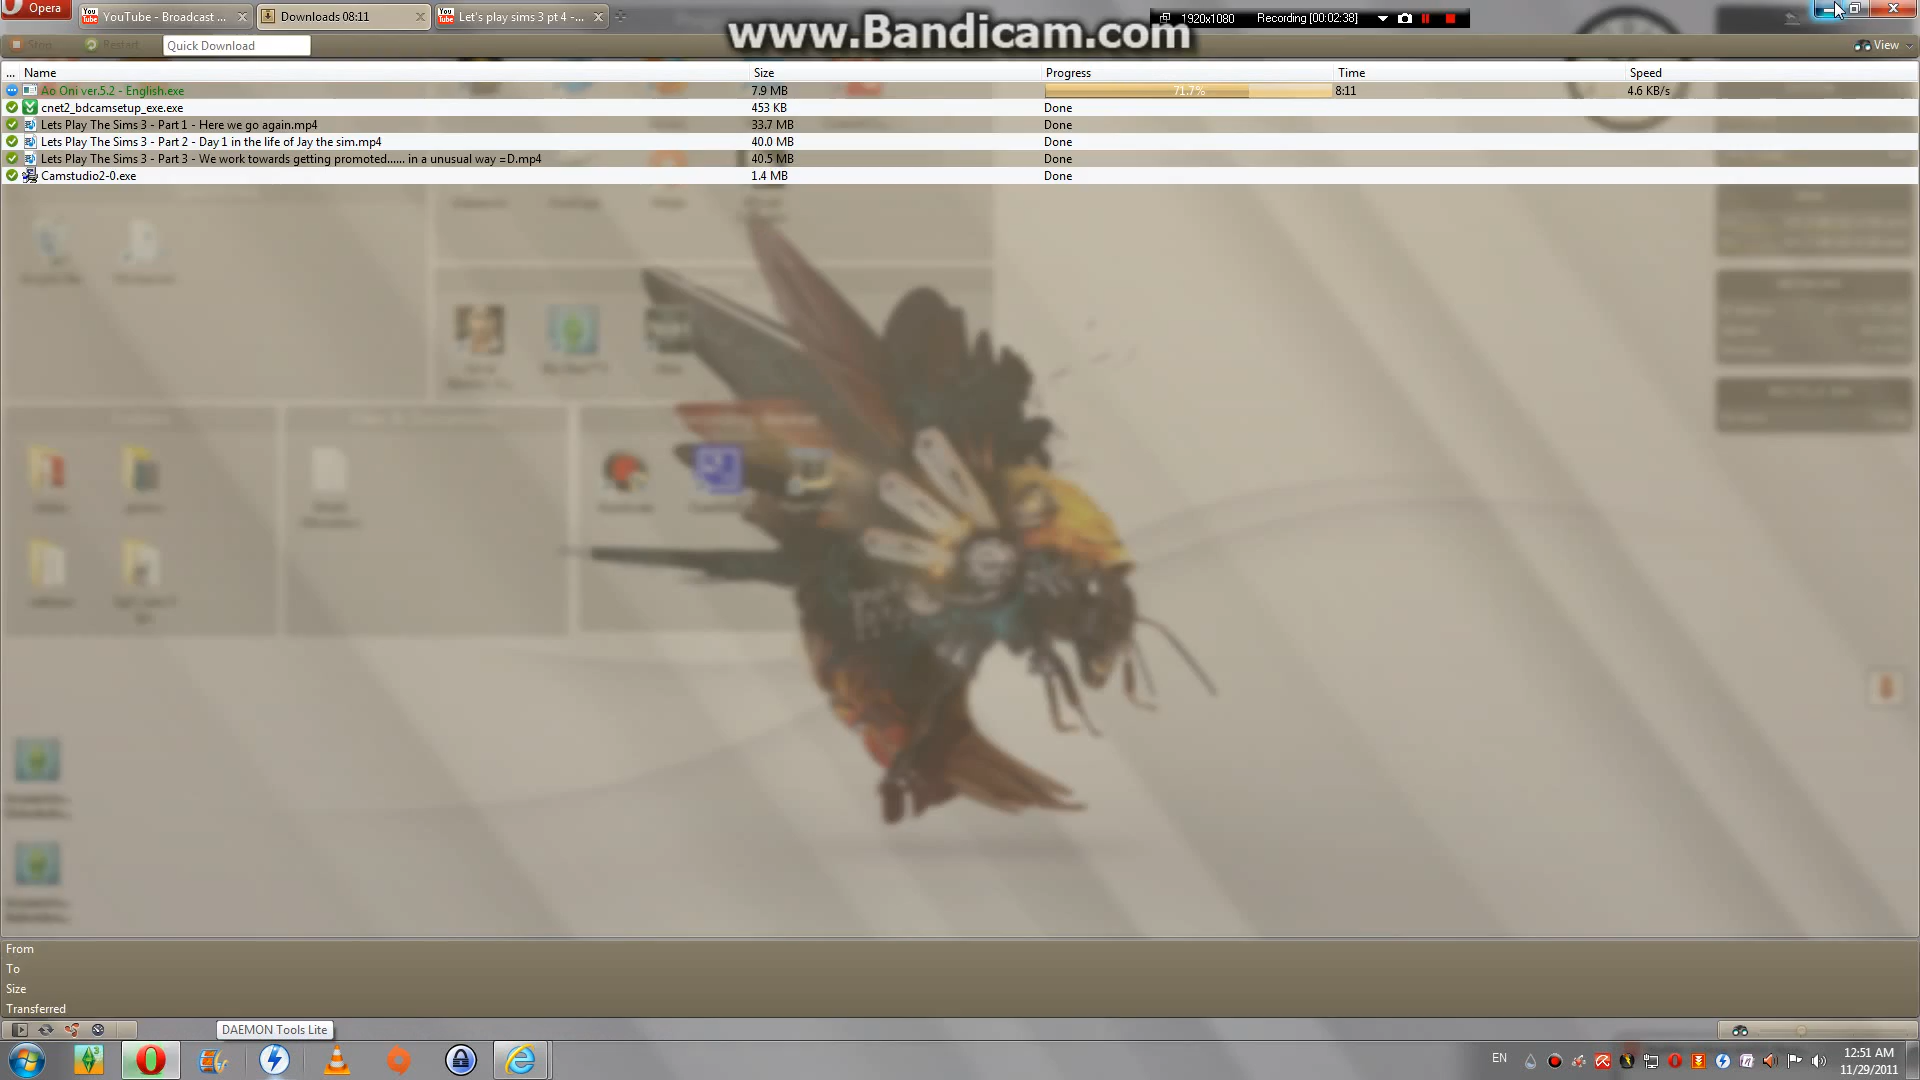 Opera
YouTube - Broadcast ...
Downloads 08:11
Let's play sims 3 pt 4 -...
1920x1080
Recording [00:02:38]
www.Bandicam.com
Stop
Restart
Quick Download
View
... Name Size Progress Time Speed
Ao Oni ver.5.2 - English.exe 7.9 MB 71.7% 8:11 4.6 KB/s
cnet2_bdcamsetup_exe.exe 453 KB Done
Lets Play The Sims 3 - Part 1 - Here we go again.mp4 33.7 MB Done
Lets Play The Sims 3 - Part 2 - Day 1 in the life of Jay the sim.mp4 40.0 MB Done
Lets Play The Sims 3 - Part 3 - We work towards getting promoted...... in a unusual way =D.mp4 40.5 MB Done
Camstudio2-0.exe 1.4 MB Done
From
To
Size
Transferred
DAEMON Tools Lite
EN
12:51 AM
11/29/2011